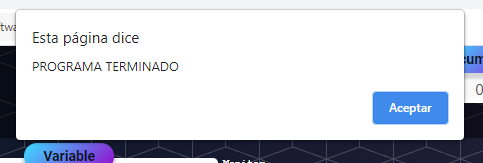 Esta página dice
PROGRAMA TERMINADO
Aceptar
Variable